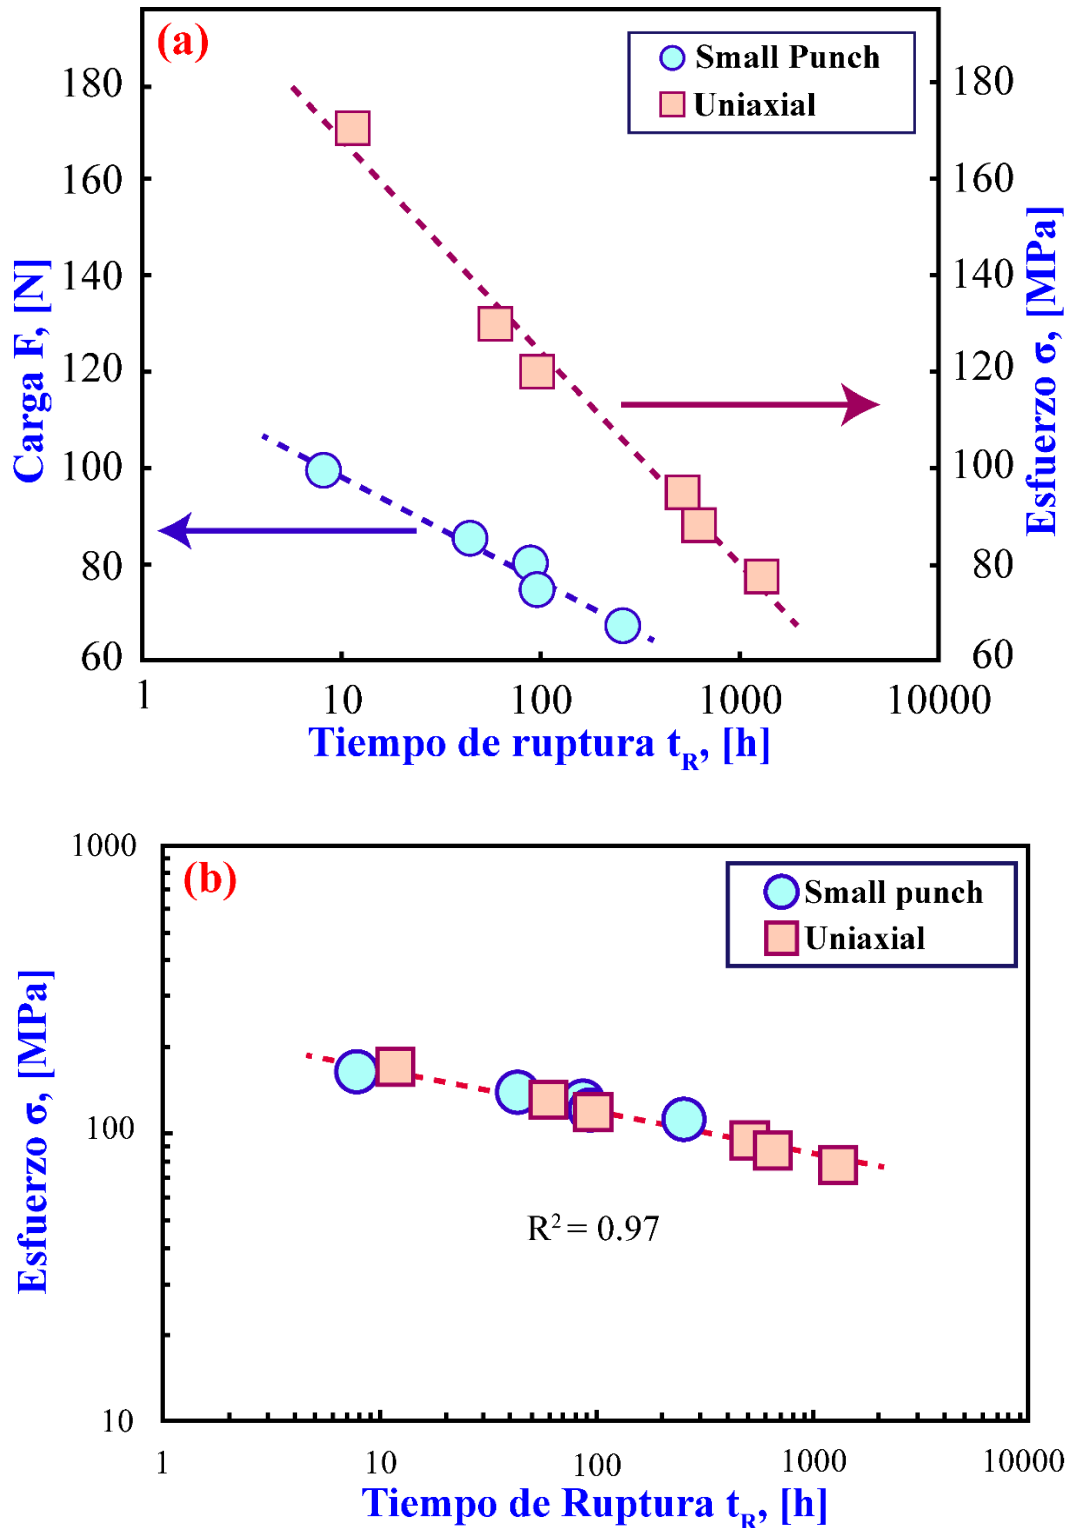 (a)
Small Punch
Uniaxial
180
160
140
120
100
80
60
Carga F, [N]
180
160
140
120
100
80
60
Esfuerzo σ, [MPa]
1 10 100 1000 10000
Tiempo de ruptura t_R, [h]
(b)
Small punch
Uniaxial
1000
100
10
Esfuerzo σ, [MPa]
R² = 0.97
1 10 100 1000 10000
Tiempo de Ruptura t_R, [h]